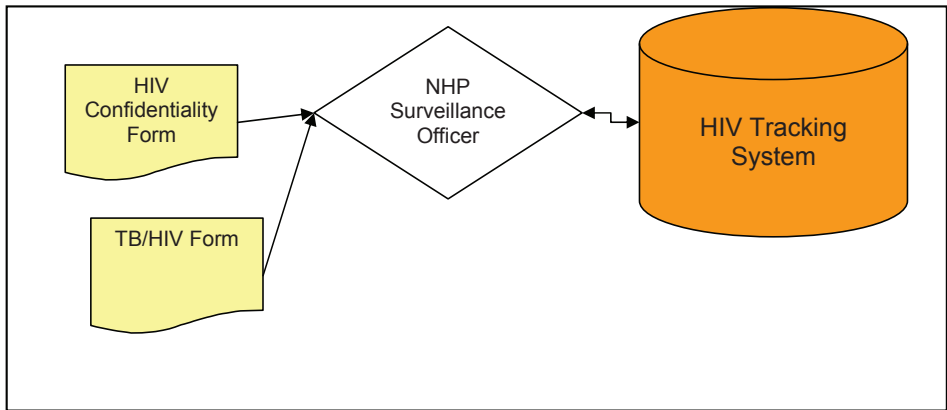 HIV
Confidentiality
Form
NHP
Surveillance
Officer
HIV Tracking
System
TB/HIV Form